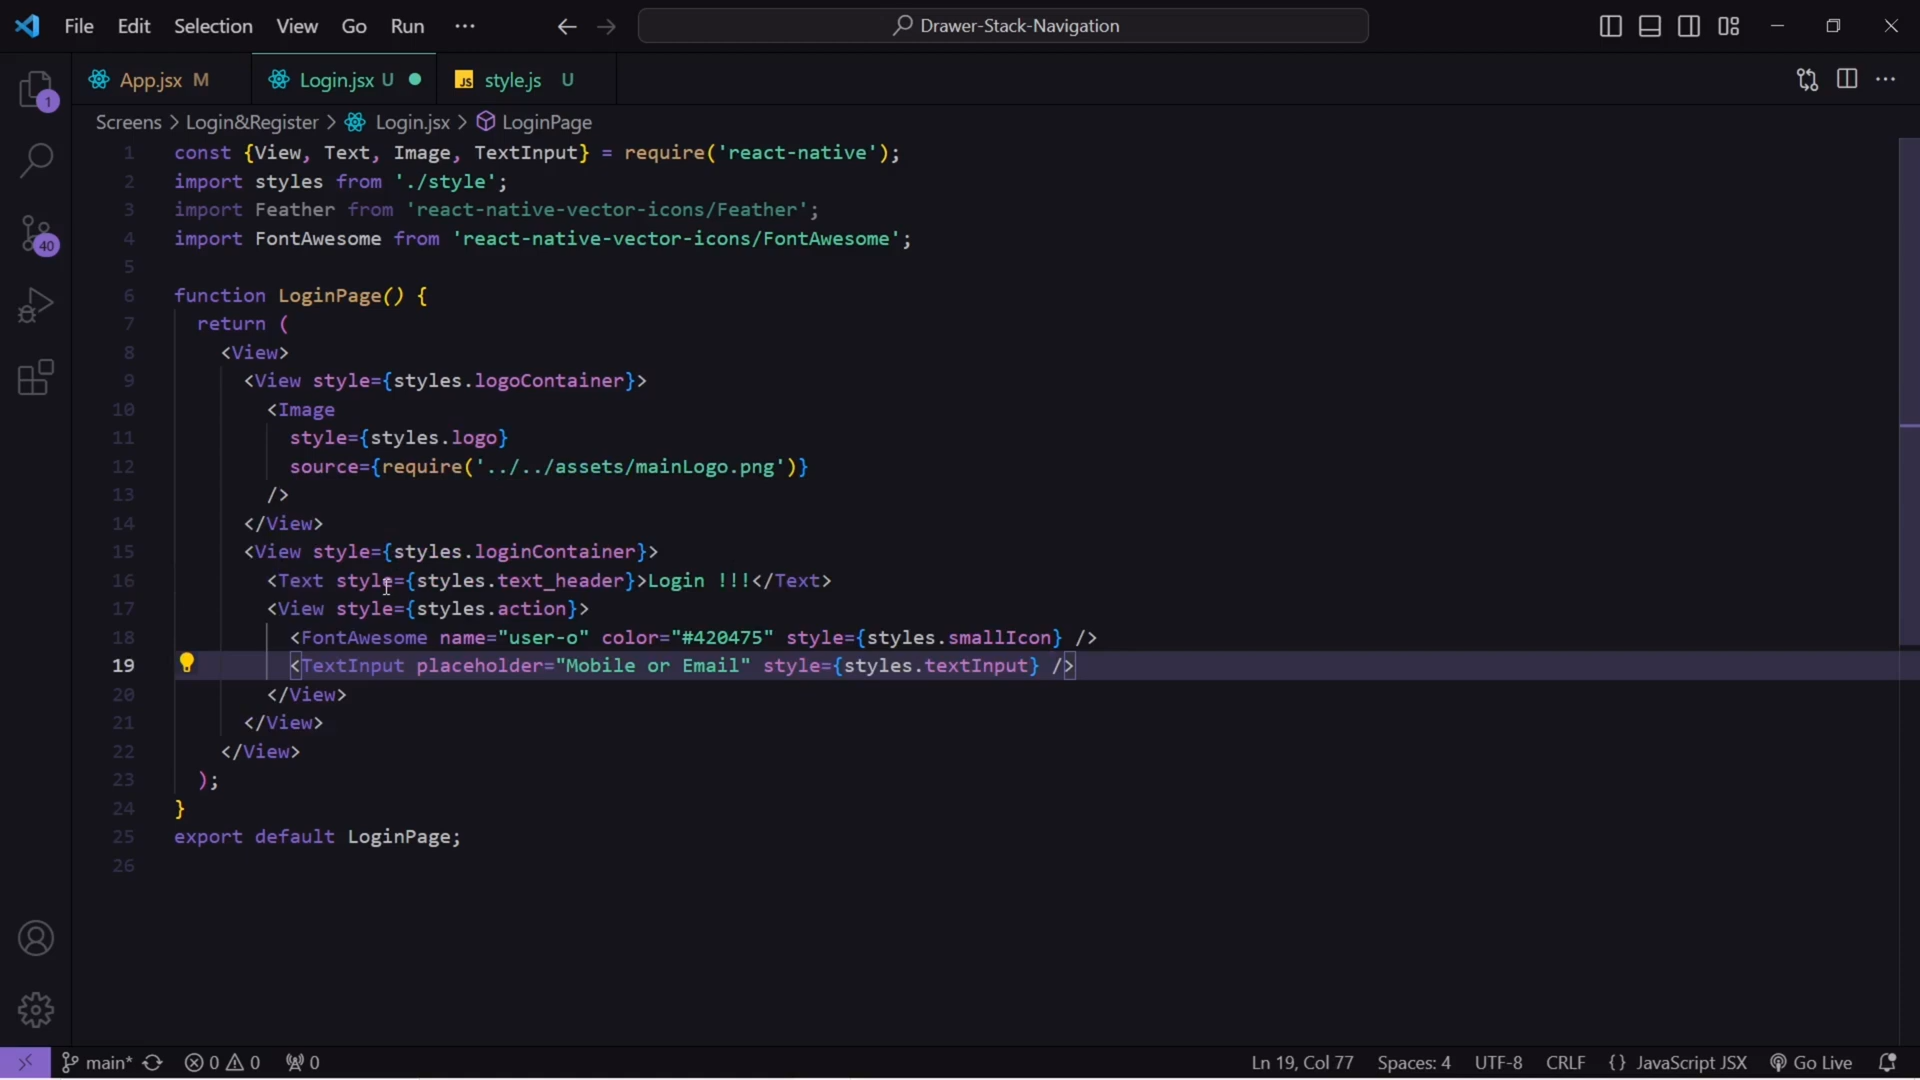 File Edit Selection View Go Run ··· Drawer-Stack-Navigation
App.jsx M Login.jsx U JS style.js U
Screens > Login&Register > Login.jsx > LoginPage
1
40
1 const {View, Text, Image, TextInput} = require('react-native');
2 import styles from './style';
3 import Feather from 'react-native-vector-icons/Feather';
4 import FontAwesome from 'react-native-vector-icons/FontAwesome';
5
6 function LoginPage() {
7 return (
8 <View>
9 <View style={styles.logoContainer}>
10 <Image
11 style={styles.logo}
12 source={require('../../assets/mainLogo.png')}
13 />
14 </View>
15 <View style={styles.loginContainer}>
16 <Text style={styles.text_header}>Login !!!</Text>
17 <View style={styles.action}>
18 <FontAwesome name="user-o" color="#420475" style={styles.smallIcon} />
19 <TextInput placeholder="Mobile or Email" style={styles.textInput} />
20 </View>
21 </View>
22 </View>
23 );
24 }
25 export default LoginPage;
26
main* 0 0 0 Ln 19, Col 77 Spaces: 4 UTF-8 CRLF {} JavaScript JSX Go Live